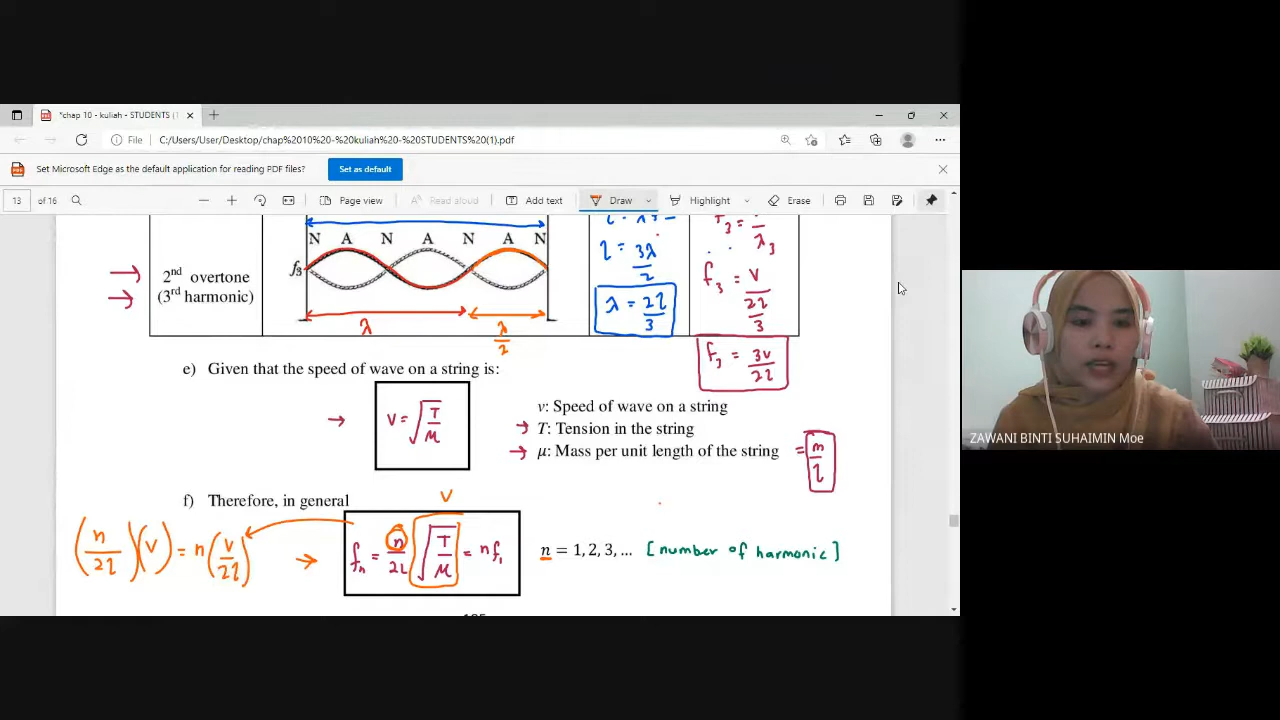 *chap 10 - kuliah - STUDENTS (1
File
C:/Users/User/Desktop/chap%2010%20-%20kuliah%20-%20STUDENTS%20(1).pdf
Set Microsoft Edge as the default application for reading PDF files?
Set as default
13 of 16
Page view
Read aloud
Add text
Draw
Highlight
Erase
N A N A N A N
f3
2nd overtone
(3rd harmonic)
λ
λ/2
l = 3λ/2
λ = 2l/3
f3 = v/(2l/3)
f3 = 3v/2l
e) Given that the speed of wave on a string is:
→ v = √(T/μ)
v: Speed of wave on a string
→ T: Tension in the string
→ μ: Mass per unit length of the string = m/l
f) Therefore, in general
v
(n/2l)(v) = n(v/2l) → fn = n/2l √(T/μ) = nf1
n = 1, 2, 3, … [number of harmonic]
ZAWANI BINTI SUHAIMIN Moe